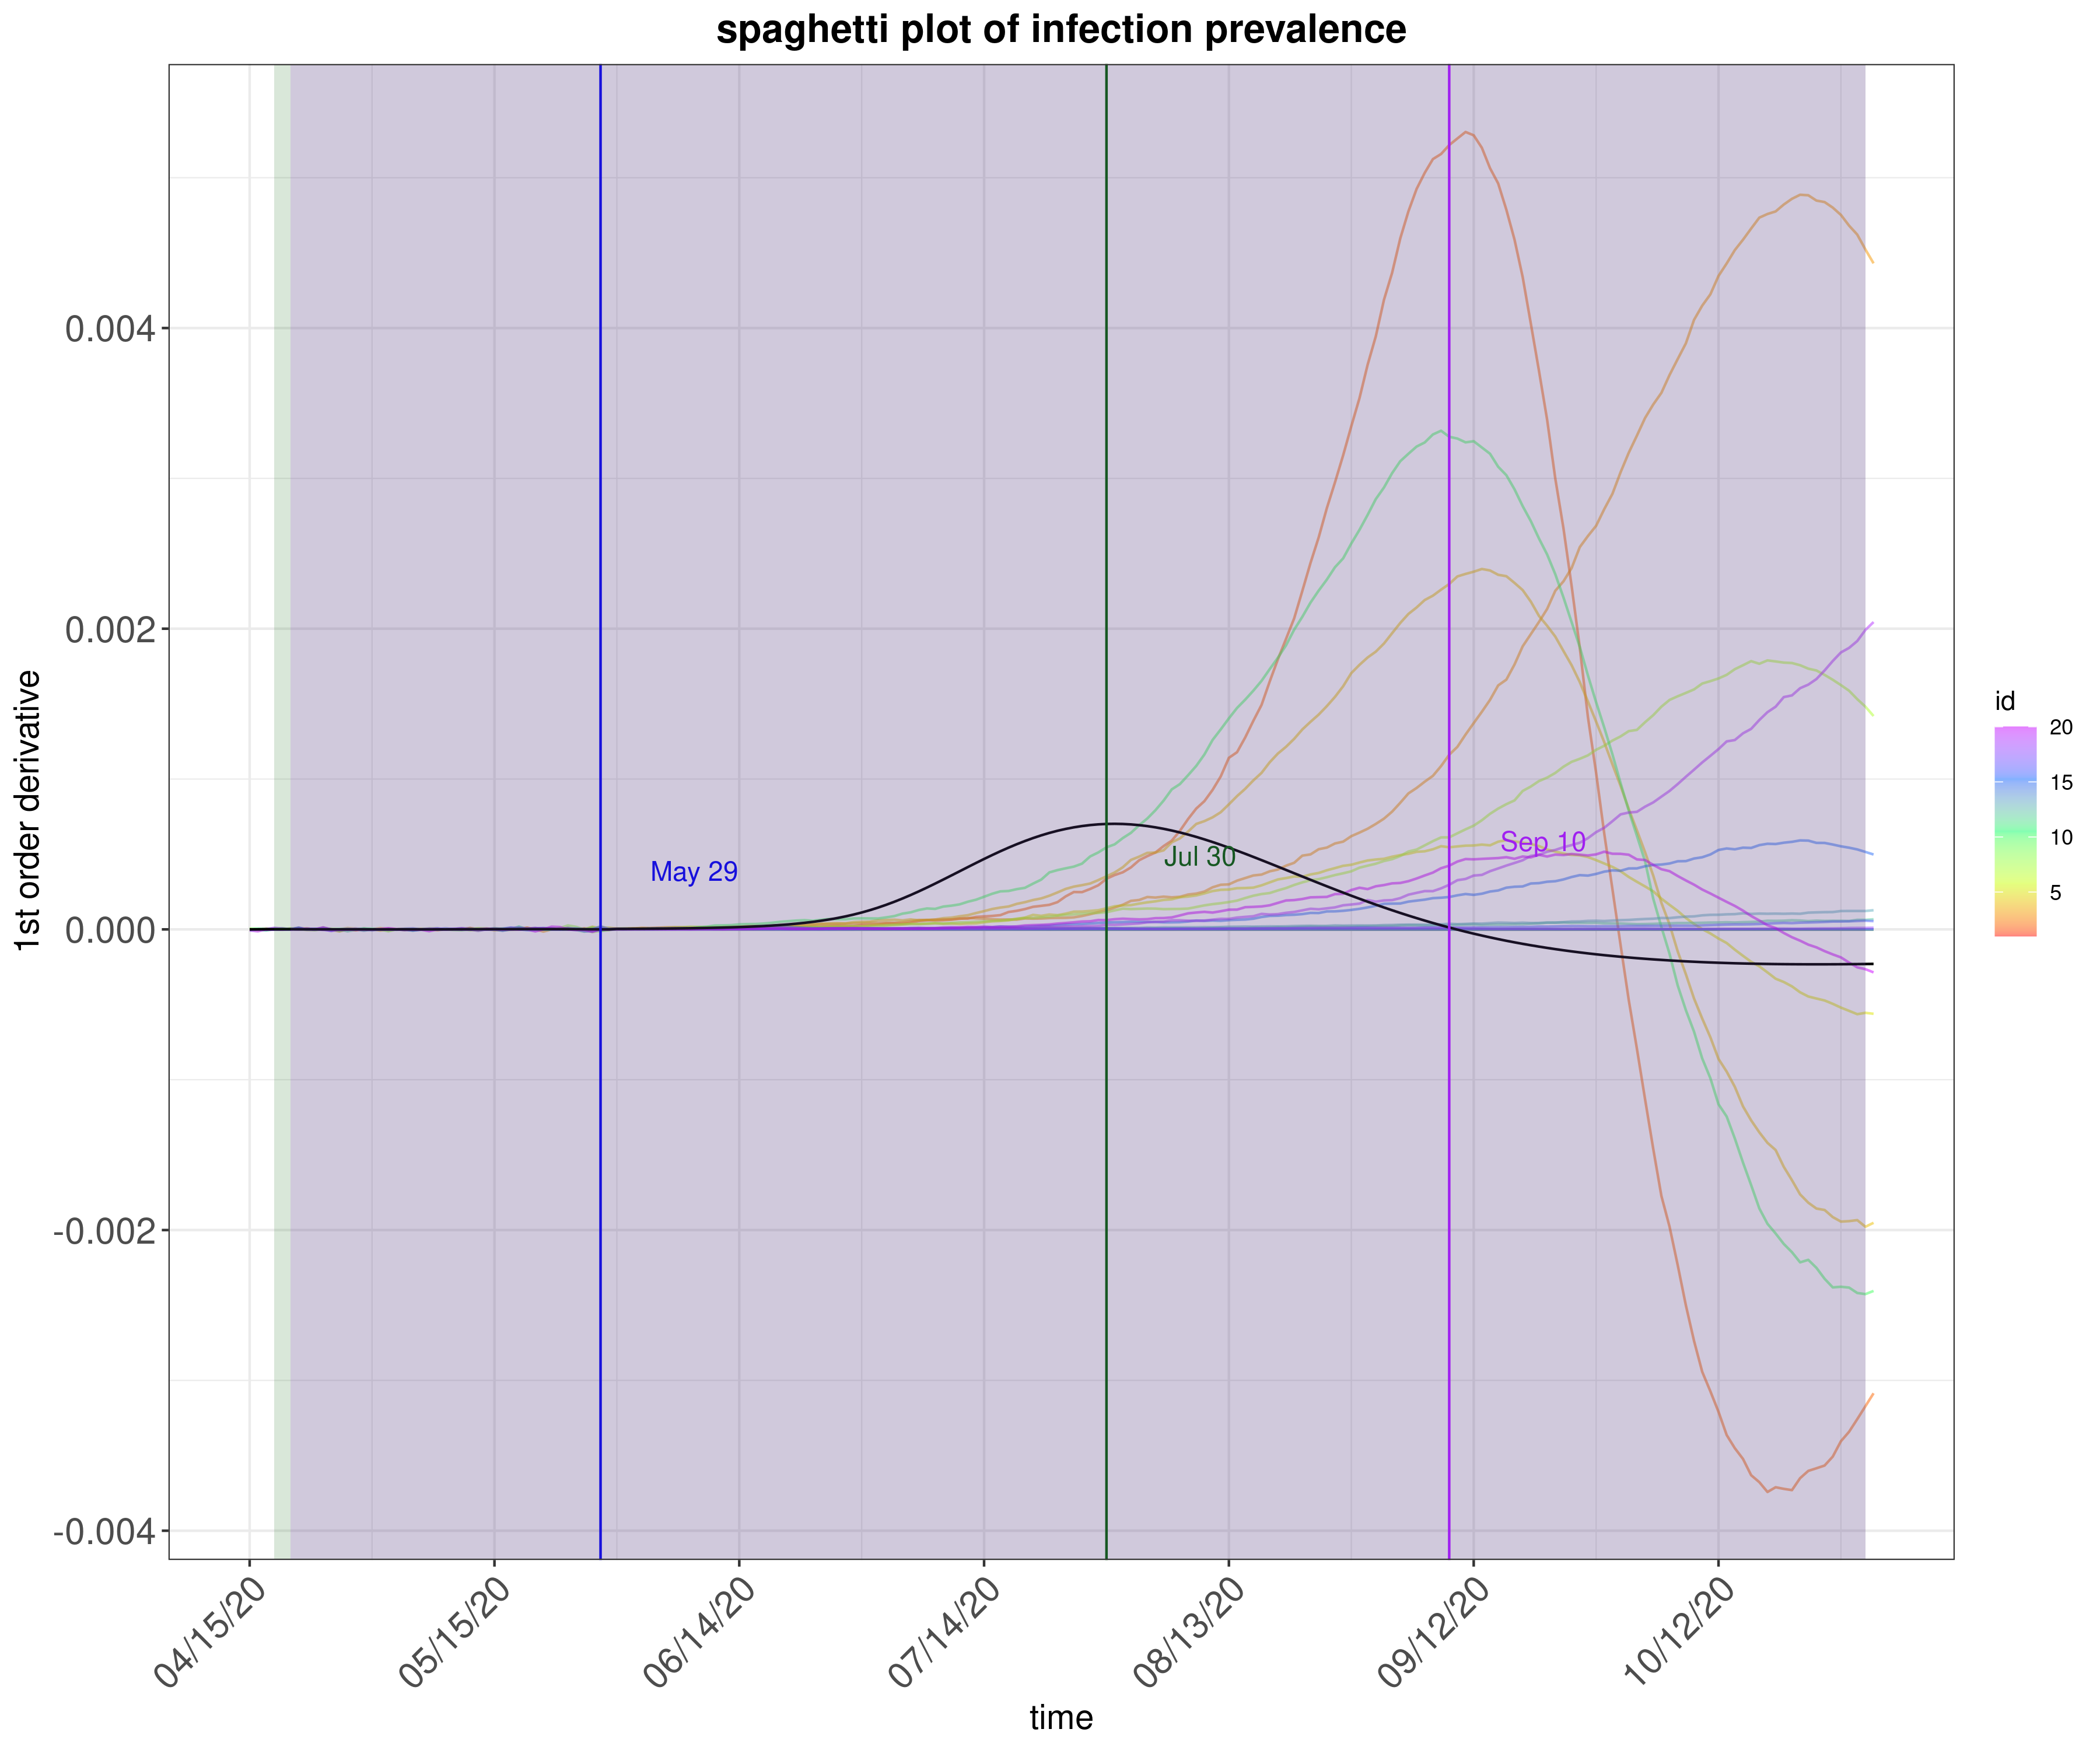 spaghetti plot of infection prevalence
1st order derivative
0.004
0.002
0.000
-0.002
-0.004
May 29
Jul 30
Sep 10
id
20
15
10
5
04/15/20
05/15/20
06/14/20
07/14/20
08/13/20
09/12/20
10/12/20
time